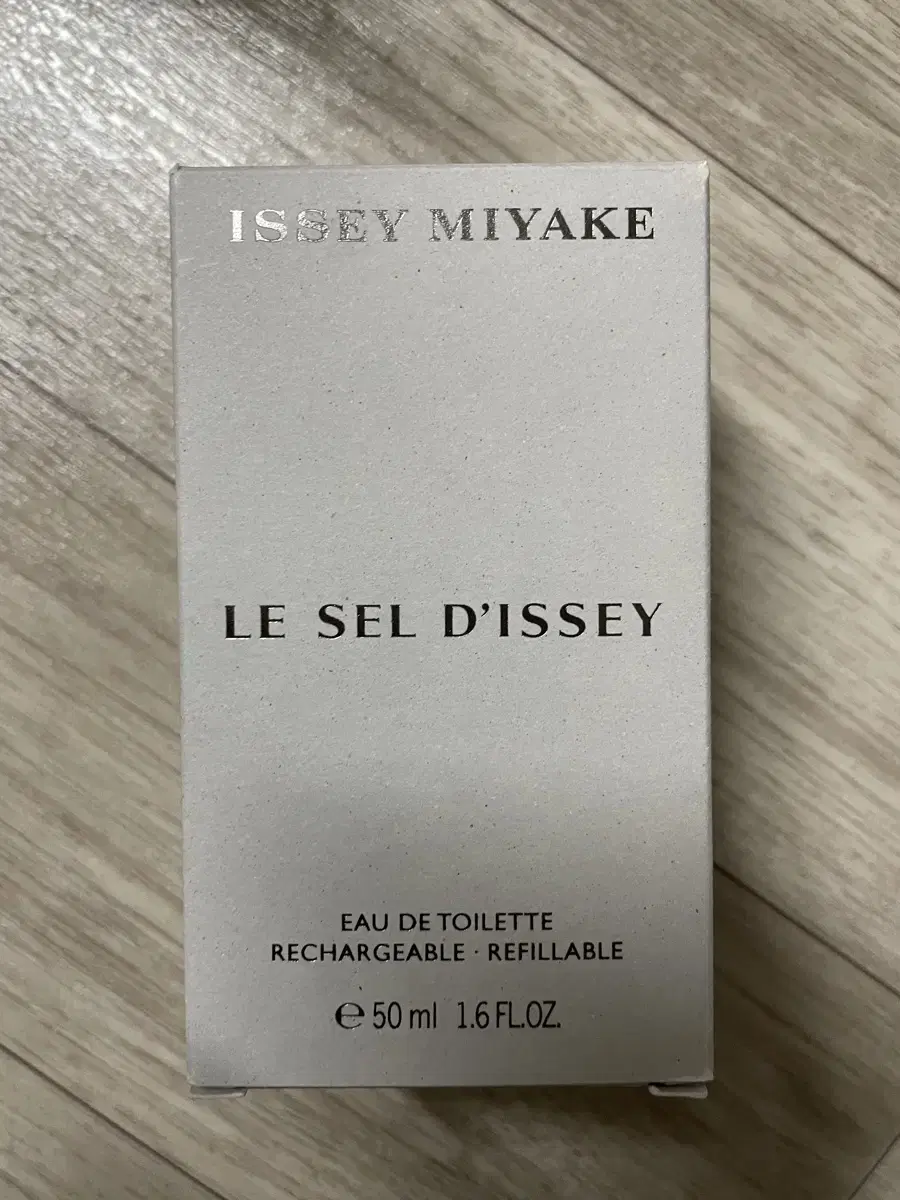 ISSEY MIYAKE
LE SEL D'ISSEY
EAU DE TOILETTE
RECHARGEABLE · REFILLABLE
℮ 50 ml 1.6 FL.OZ.